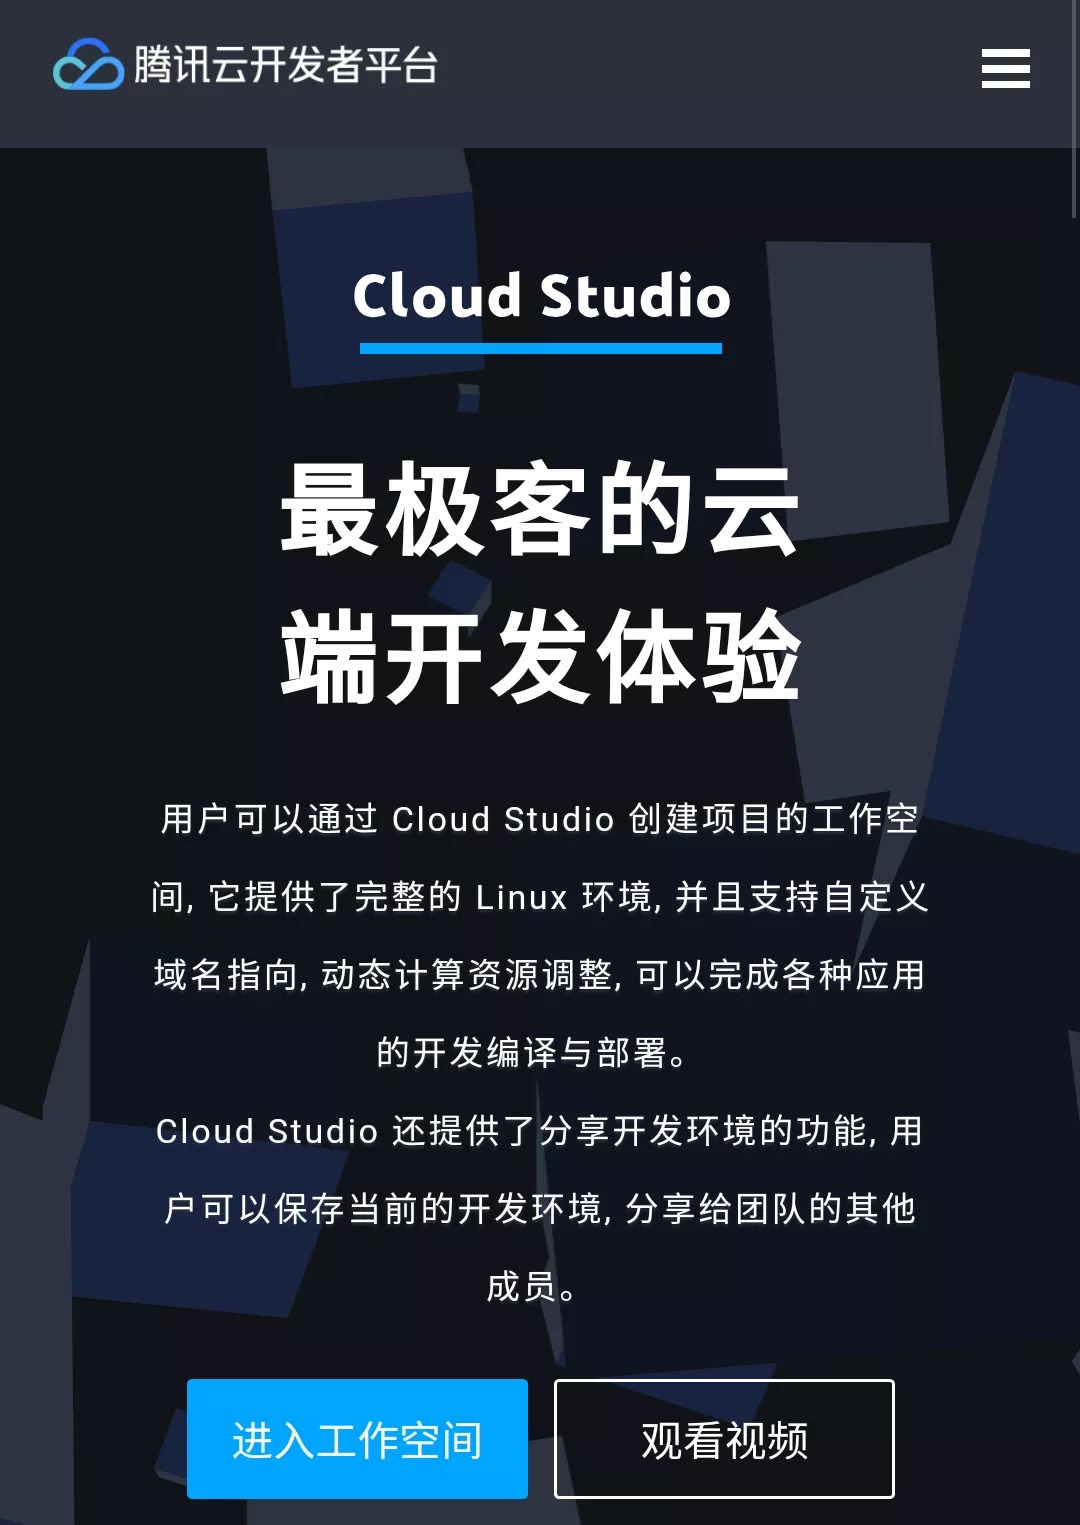 腾讯云开发者平台
Cloud Studio
最极客的云
端开发体验
用户可以通过 Cloud Studio 创建项目的工作空
间, 它提供了完整的 Linux 环境, 并且支持自定义
域名指向, 动态计算资源调整, 可以完成各种应用
的开发编译与部署。
Cloud Studio 还提供了分享开发环境的功能, 用
户可以保存当前的开发环境, 分享给团队的其他
成员。
进入工作空间
观看视频